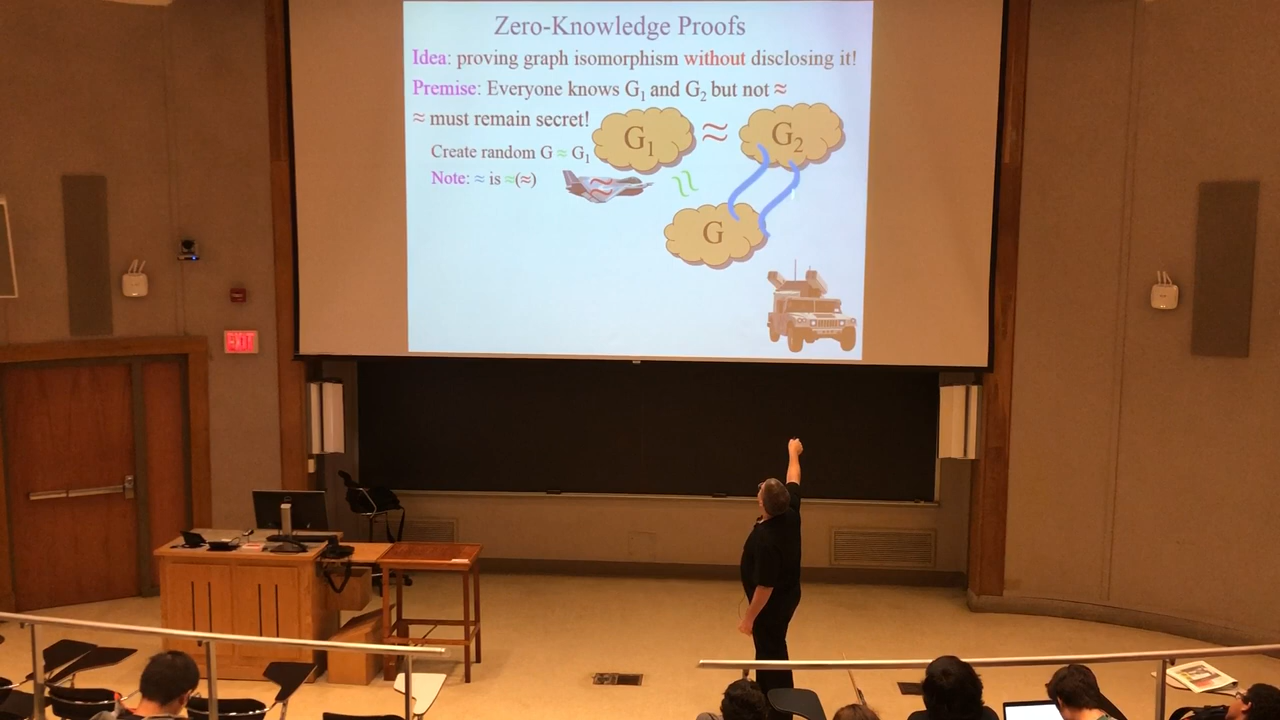 Zero-Knowledge Proofs
Idea: proving graph isomorphism without disclosing it!
Premise: Everyone knows G₁ and G₂ but not ≈
≈ must remain secret!
G₁ ≈ G₂
Create random G ≈ G₁
Note: ≈ is ≈(≈)
≈
≈
G
EXIT